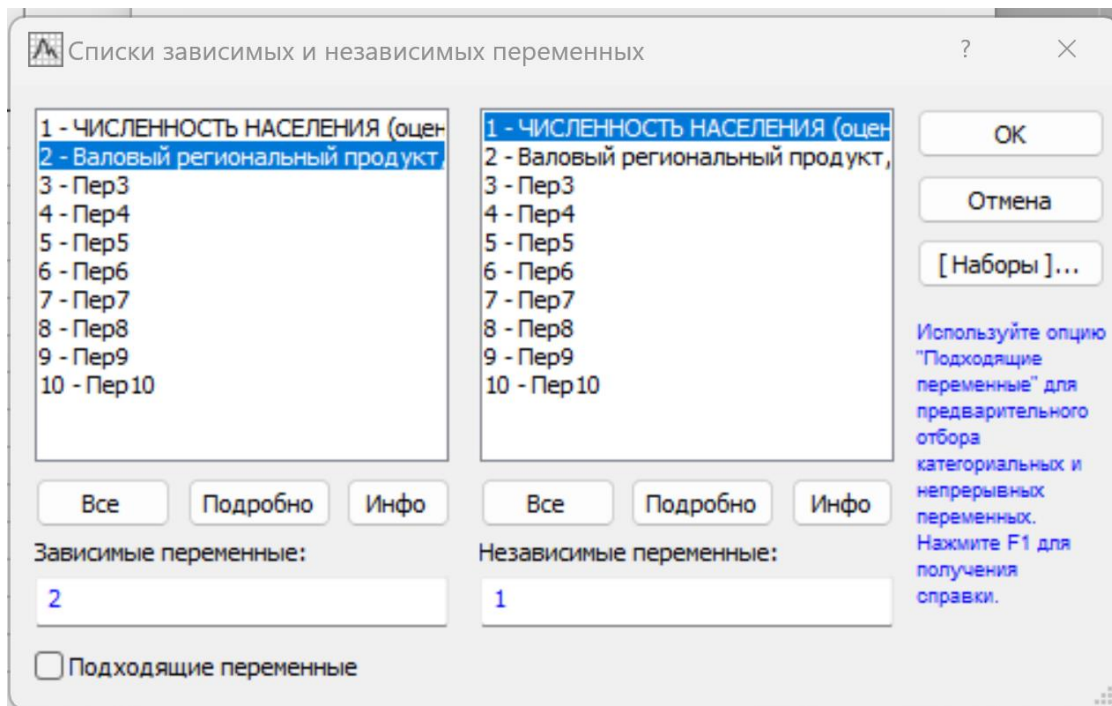 Списки зависимых и независимых переменных
?
1 - ЧИСЛЕННОСТЬ НАСЕЛЕНИЯ (оцен
2 - Валовый региональный продукт,
3 - Пер3
4 - Пер4
5 - Пер5
6 - Пер6
7 - Пер7
8 - Пер8
9 - Пер9
10 - Пер10
Все
Подробно
Инфо
Зависимые переменные:
2
Подходящие переменные
1 - ЧИСЛЕННОСТЬ НАСЕЛЕНИЯ (оцен
2 - Валовый региональный продукт,
3 - Пер3
4 - Пер4
5 - Пер5
6 - Пер6
7 - Пер7
8 - Пер8
9 - Пер9
10 - Пер10
Все
Подробно
Инфо
Независимые переменные:
1
ОК
Отмена
[ Наборы ]...
Используйте опцию
"Подходящие
переменные" для
предварительного
отбора
категориальных и
непрерывных
переменных.
Нажмите F1 для
получения
справки.